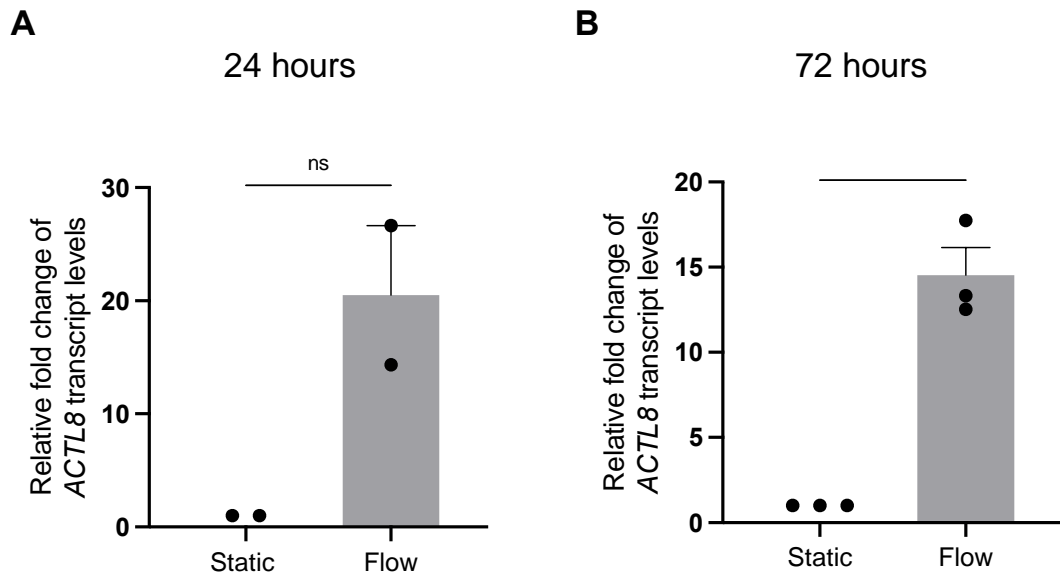 A
24 hours
ns
30
20
10
0
Relative fold change of
ACTL8 transcript levels
Static Flow
B
72 hours
20
15
10
5
0
Relative fold change of
ACTL8 transcript levels
Static Flow